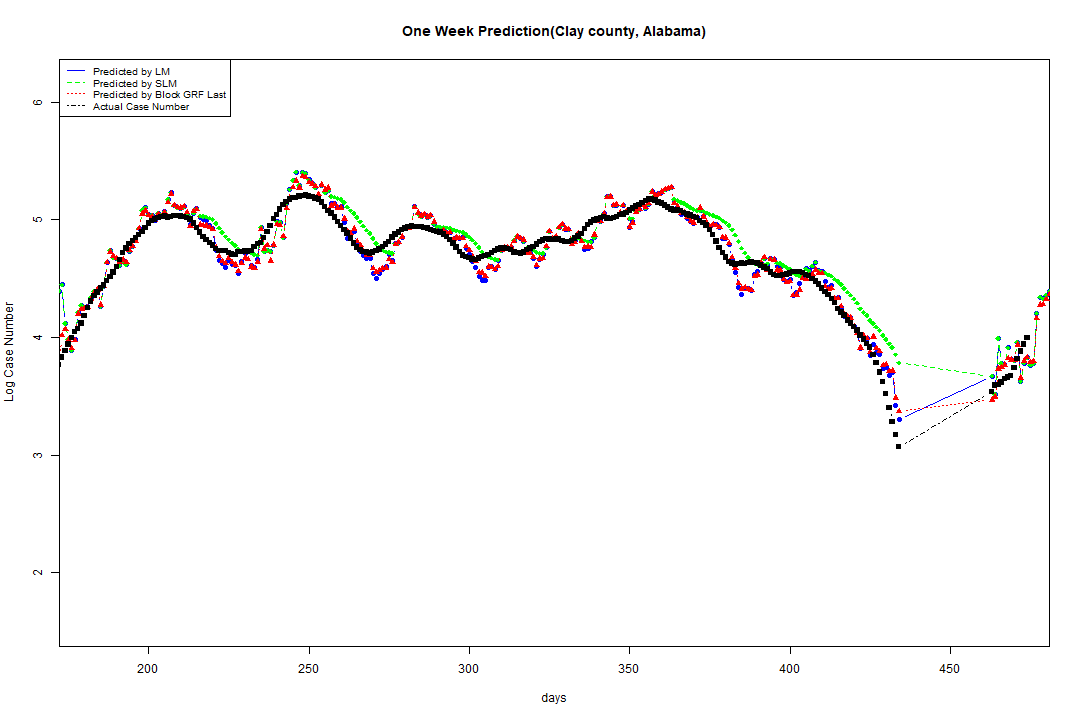 One Week Prediction(Clay county, Alabama)
Predicted by LM
Predicted by SLM
Predicted by Block GRF Last
Actual Case Number
Log Case Number
6
5
4
3
2
200 250 300 350 400 450
days